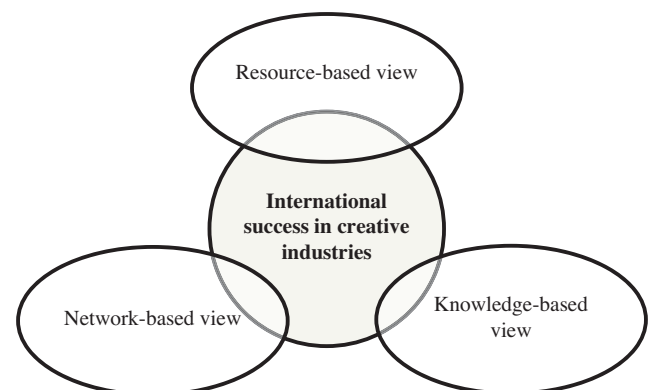 Resource-based view
International
success in creative
industries
Network-based view
Knowledge-based
view